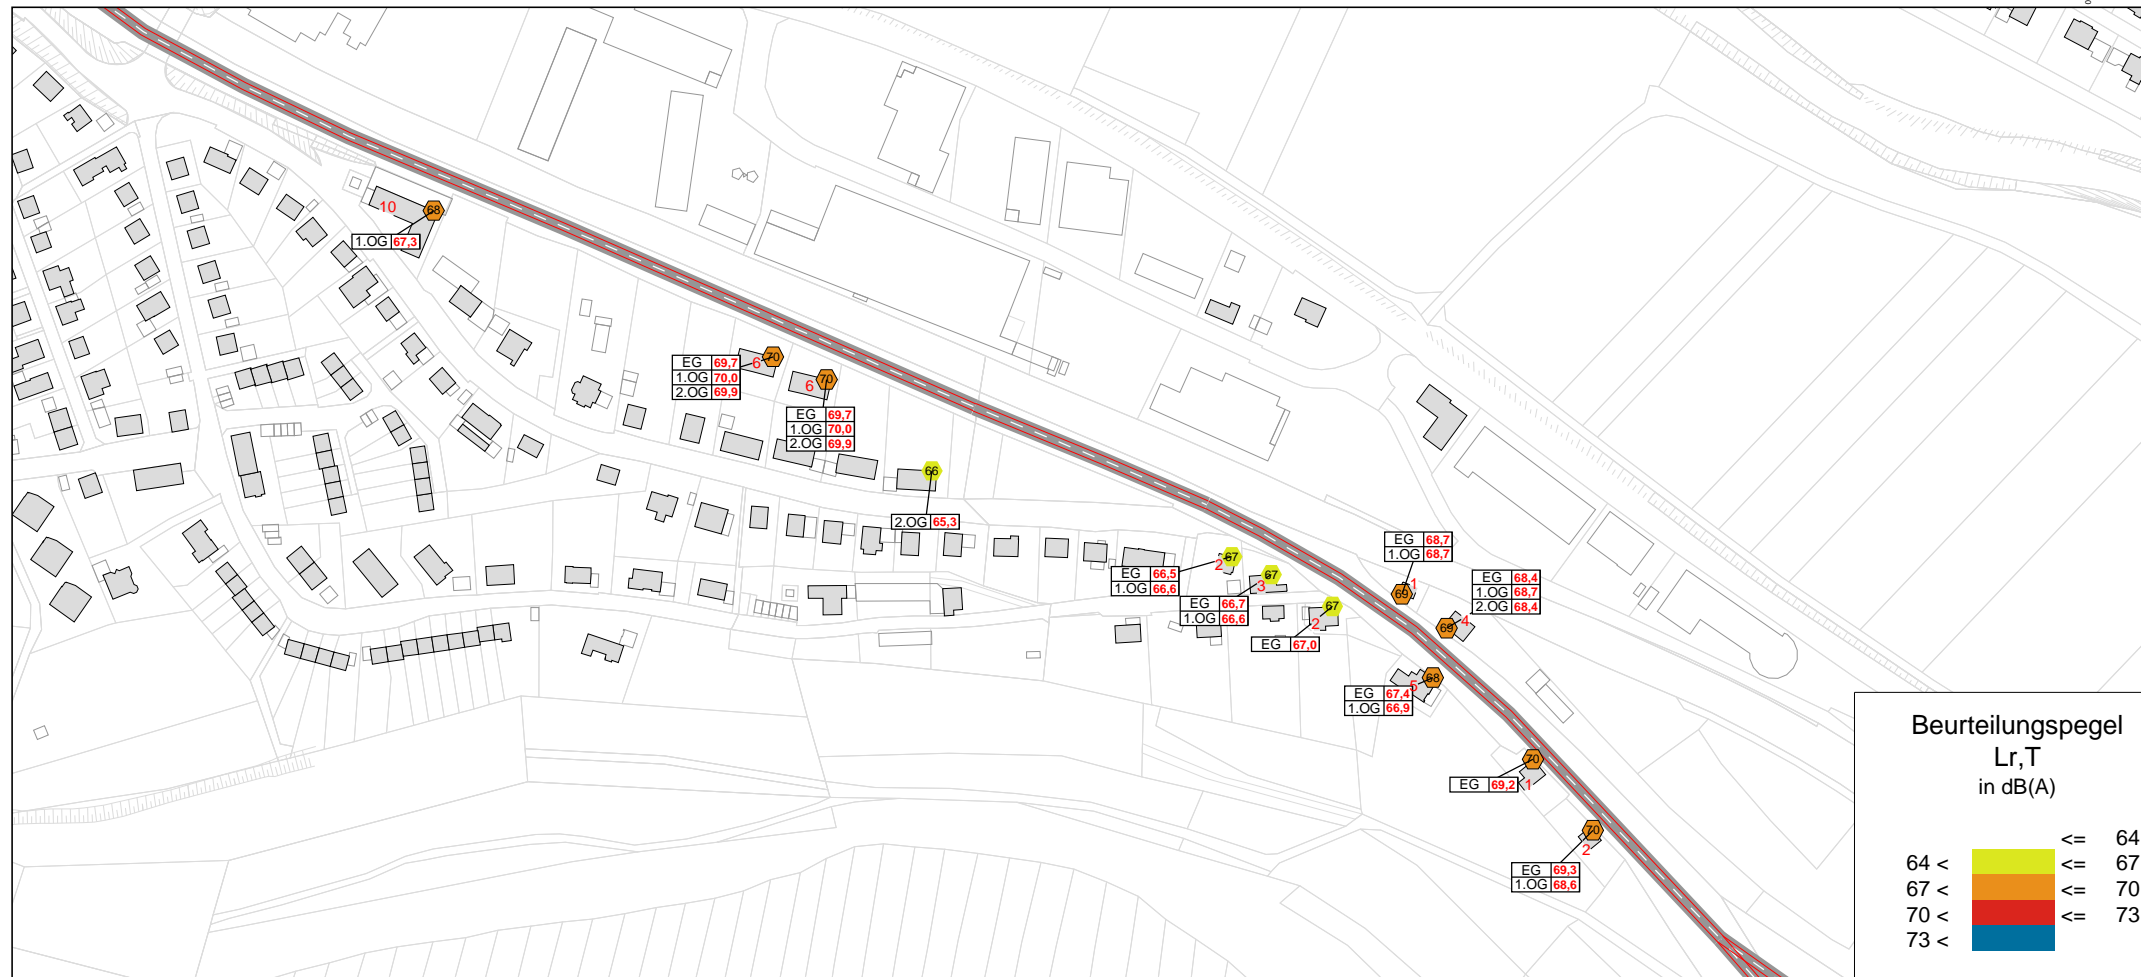 10
68
1.OG 67,3
EG 69,7
1.OG 70,0
2.OG 69,9
6
70
6
70
EG 69,7
1.OG 70,0
2.OG 69,9
66
2.OG 65,3
67
2
EG 66,5
1.OG 66,6
67
3
EG 66,7
1.OG 66,6
67
2
EG 67,0
EG 68,7
1.OG 68,7
69
1
EG 68,4
1.OG 68,7
2.OG 68,4
69
4
68
5
EG 67,4
1.OG 66,9
70
EG 69,2
1
70
2
EG 69,3
1.OG 68,6
Beurteilungspegel
Lr,T
in dB(A)
<= 64
64 < <= 67
67 < <= 70
70 < <= 73
73 <